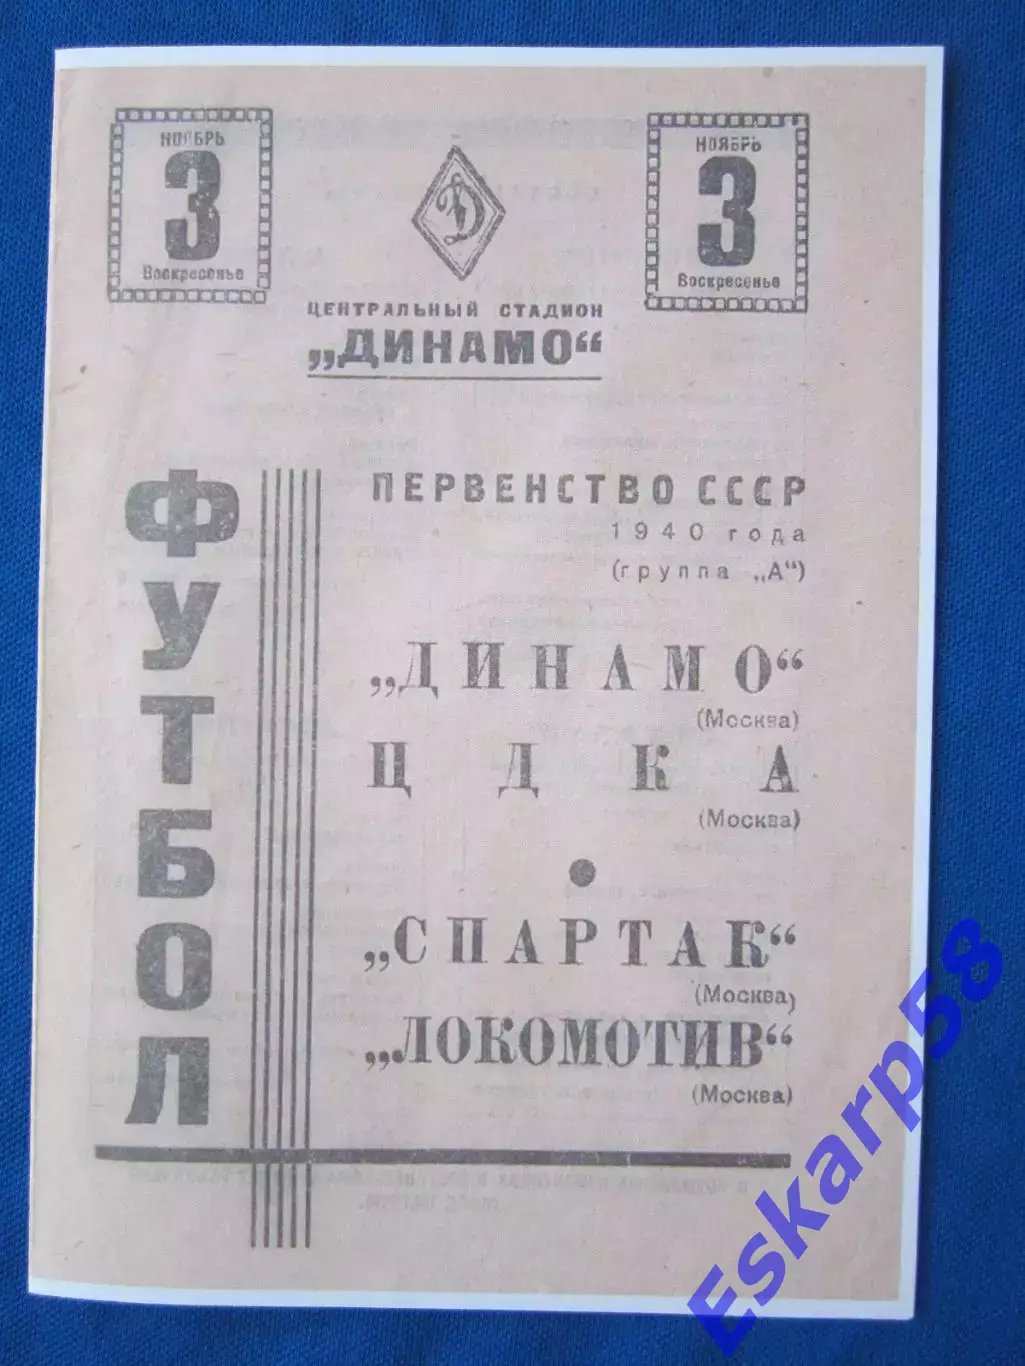 НОЯБРЬ
3
Воскресенье
НОЯБРЬ
3
Воскресенье
Д
ЦЕНТРАЛЬНЫЙ СТАДИОН
„ДИНАМО“
ФУТБОЛ
ПЕРВЕНСТВО СССР
1940 года
(группа „А“)
„ДИНАМО“
(Москва)
ЦДКА
(Москва)
„СПАРТАК“
(Москва)
„ЛОКОМОТИВ“
(Москва)
Eskarp58